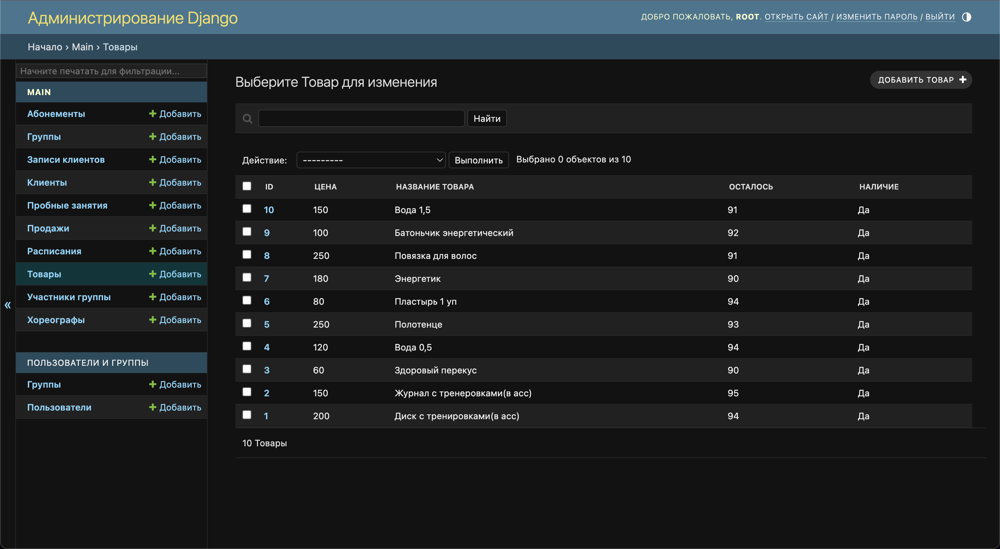 Администрирование Django
ДОБРО ПОЖАЛОВАТЬ, ROOT. ОТКРЫТЬ САЙТ / ИЗМЕНИТЬ ПАРОЛЬ / ВЫЙТИ
Начало › Main › Товары
Начните печатать для фильтрации...
MAIN
Абонементы + Добавить
Группы + Добавить
Записи клиентов + Добавить
Клиенты + Добавить
Пробные занятия + Добавить
Продажи + Добавить
Расписания + Добавить
Товары + Добавить
Участники группы + Добавить
Хореографы + Добавить
ПОЛЬЗОВАТЕЛИ И ГРУППЫ
Группы + Добавить
Пользователи + Добавить
«
Выберите Товар для изменения
ДОБАВИТЬ ТОВАР +
Найти
Действие: --------- Выполнить Выбрано 0 объектов из 10
ID ЦЕНА НАЗВАНИЕ ТОВАРА ОСТАЛОСЬ НАЛИЧИЕ
10 150 Вода 1,5 91 Да
9 100 Батоньчик энергетический 92 Да
8 250 Повязка для волос 91 Да
7 180 Энергетик 90 Да
6 80 Пластырь 1 уп 94 Да
5 250 Полотенце 93 Да
4 120 Вода 0,5 94 Да
3 60 Здоровый перекус 90 Да
2 150 Журнал с тренеровками(в асс) 95 Да
1 200 Диск с тренировками(в асс) 94 Да
10 Товары